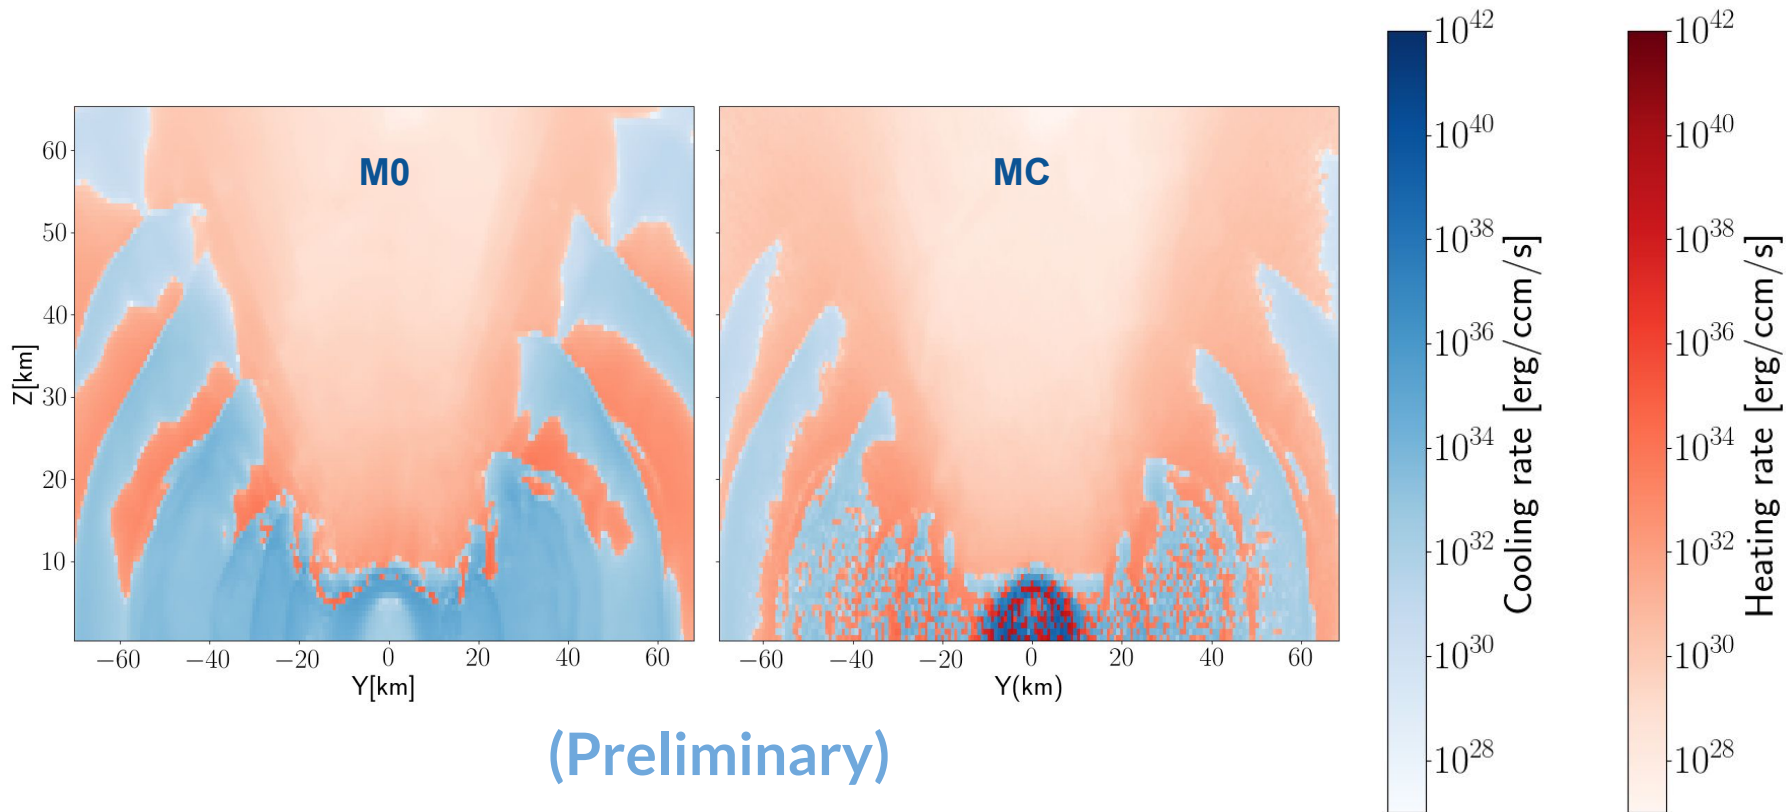 M0
MC
60
50
40
30
20
10
Z[km]
−60 −40 −20 0 20 40 60
Y[km]
−60 −40 −20 0 20 40 60
Y(km)
(Preliminary)
10^42
10^40
10^38
10^36
10^34
10^32
10^30
10^28
Cooling rate [erg/ccm/s]
10^42
10^40
10^38
10^36
10^34
10^32
10^30
10^28
Heating rate [erg/ccm/s]